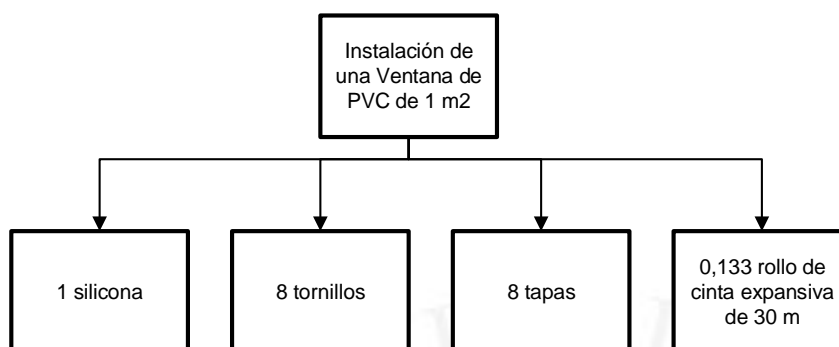 Instalación de
una Ventana de
PVC de 1 m2
1 silicona
8 tornillos
8 tapas
0,133 rollo de
cinta expansiva
de 30 m